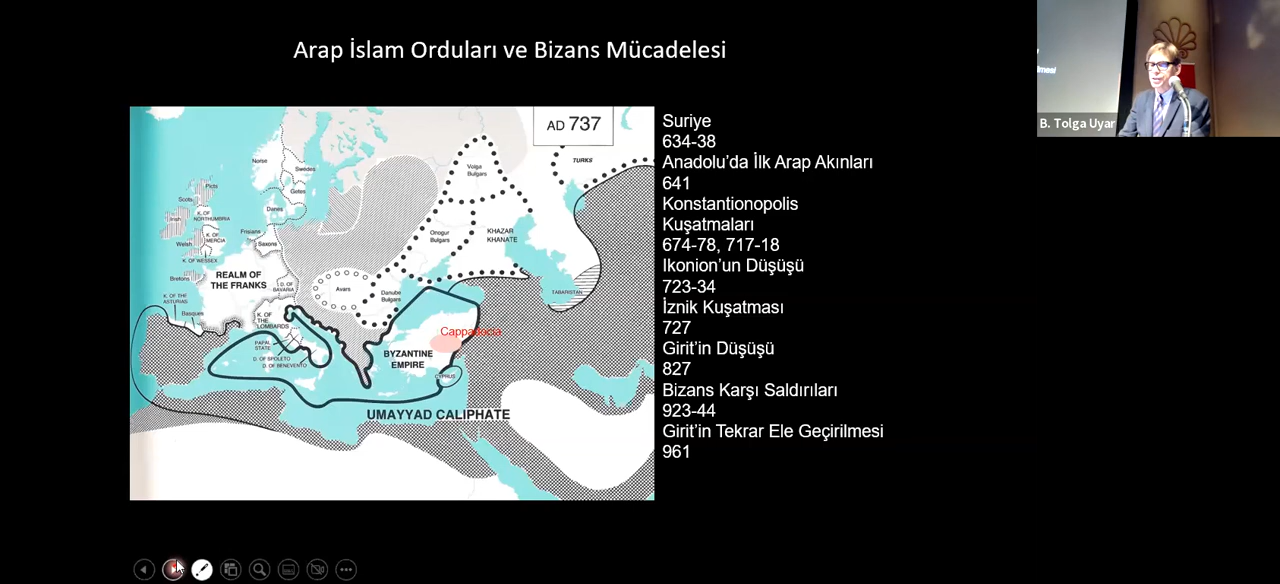 Arap İslam Orduları ve Bizans Mücadelesi
AD 737
TURKS
Norse
Swedes
Volga
Bulgars
Picts
Gotes
Scots
Danes
K. OF
NORTHUMBRIA
Irish
Frisians
Onogur
Bulgars
KHAZAR
KHANATE
K. OF
MERCIA
Saxons
Welsh
K. OF WESSEX
Bretons
REALM OF
THE FRANKS
D. OF
BAVARIA
Avars
Danube
Bulgars
TABARISTAN
K. OF THE
ASTURIAS
Basques
K. OF
THE
LOMBARDS
Cappadocia
PAPAL
STATE
D. OF SPOLETO
D. OF BENEVENTO
BYZANTINE
EMPIRE
CYPRUS
UMAYYAD CALIPHATE
Suriye
634-38
Anadolu'da İlk Arap Akınları
641
Konstantionopolis
Kuşatmaları
674-78, 717-18
Ikonion'un Düşüşü
723-34
İznik Kuşatması
727
Girit'in Düşüşü
827
Bizans Karşı Saldırıları
923-44
Girit'in Tekrar Ele Geçirilmesi
961
B. Tolga Uyar